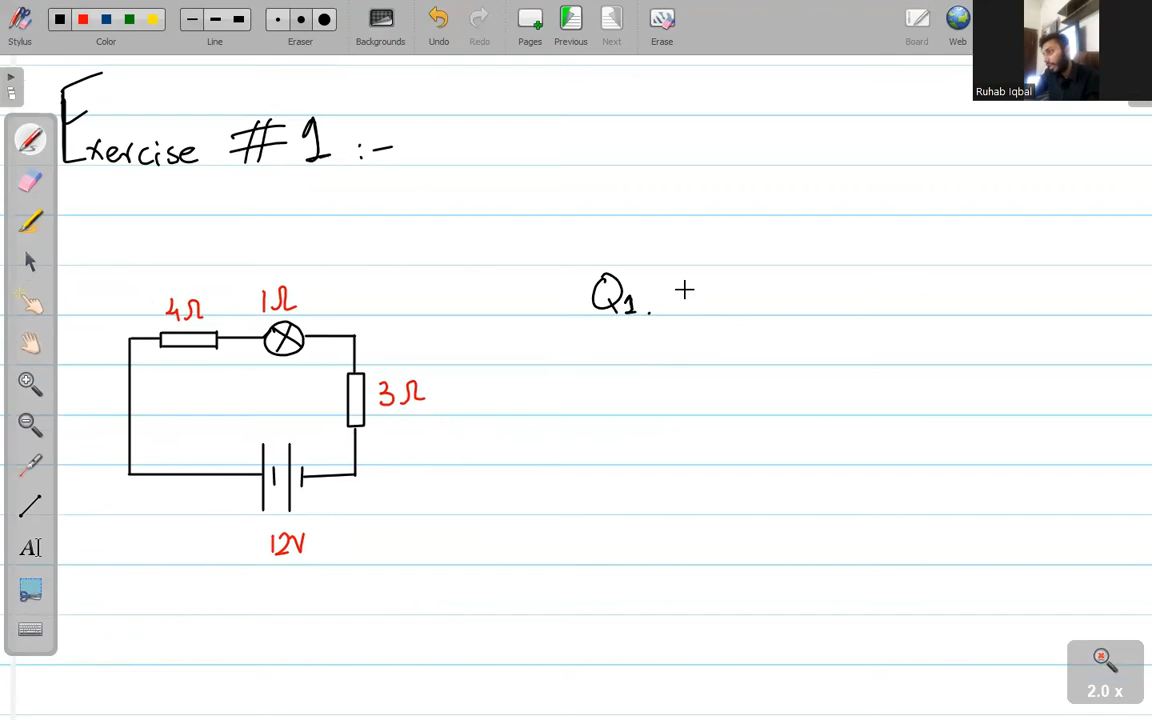 Stylus
Color
Line
Eraser
Backgrounds
Undo
Redo
Pages
Previous
Next
Erase
Board
Web
Ruhab Iqbal
Exercise # 1 :-
Q1.
4Ω
1Ω
3Ω
12V
A
2.0 x